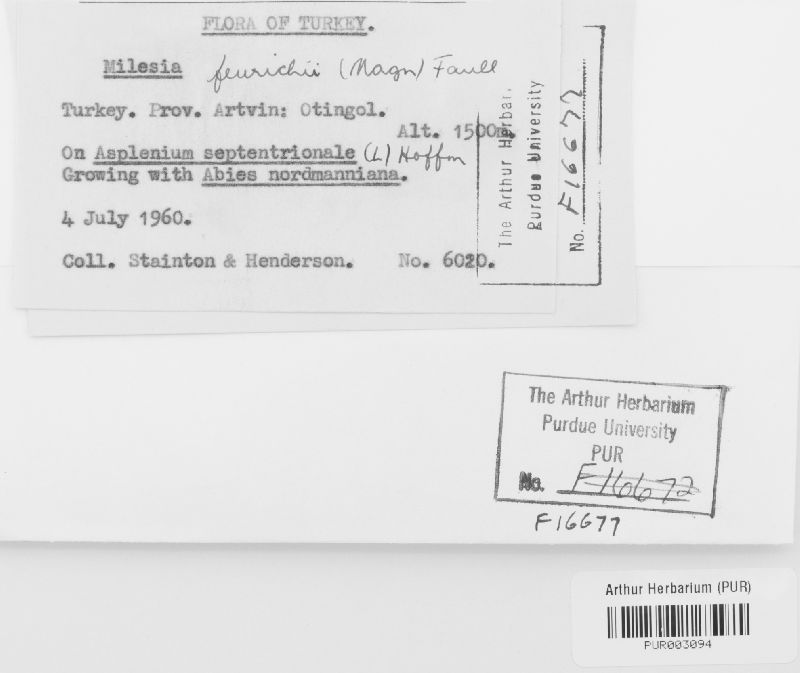 FLORA OF TURKEY.
Milesia feurichii (Magn) Faull
Turkey. Prov. Artvin: Otingol.
Alt. 1500m.
On Asplenium septentrionale (L) Hoffm
Growing with Abies nordmanniana.
4 July 1960.
Coll. Stainton & Henderson. No. 6020.
The Arthur Herbar.
Purdue University
No. F16677
The Arthur Herbarium
Purdue University
PUR
No. F16672
F16677
Arthur Herbarium (PUR)
PUR003094